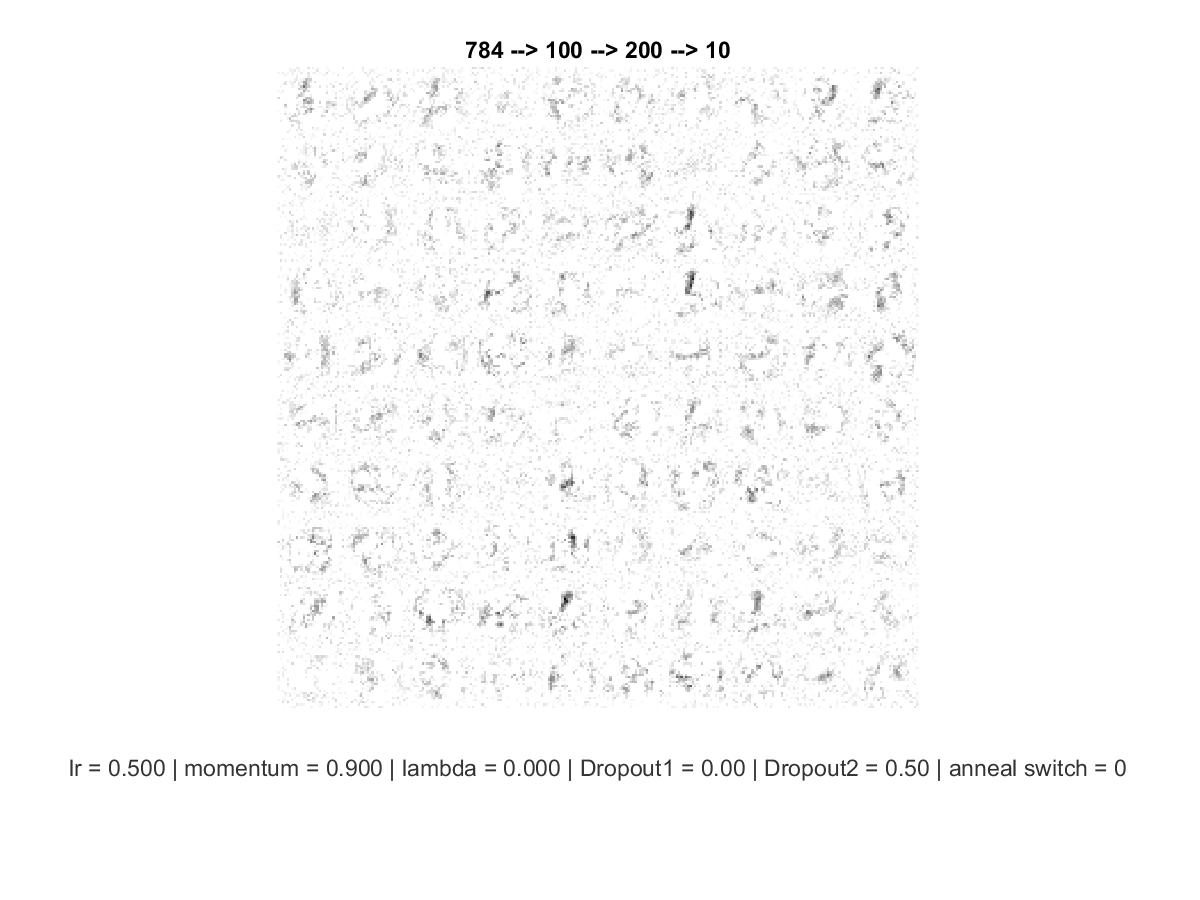 784 --> 100 --> 200 --> 10
lr = 0.500 | momentum = 0.900 | lambda = 0.000 | Dropout1 = 0.00 | Dropout2 = 0.50 | anneal switch = 0